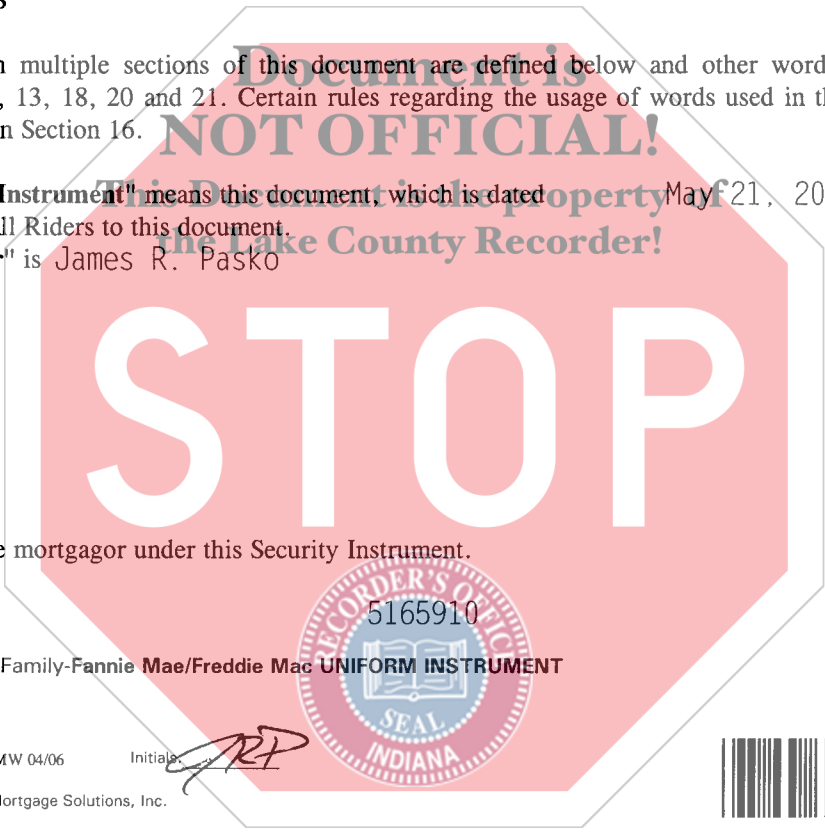 S
n multiple sections of this document are defined below and other word
, 13, 18, 20 and 21. Certain rules regarding the usage of words used in th
n Section 16.
Document is
NOT OFFICIAL!
This Document is the property of
the Lake County Recorder!
Instrument" means this document, which is dated May 21, 20
ll Riders to this document.
r" is James R. Pasko
STOP
e mortgagor under this Security Instrument.
RECORDER'S OFFICE
5165910
SEAL
INDIANA
Family-Fannie Mae/Freddie Mac UNIFORM INSTRUMENT
MW 04/06 Initials: JRP
Mortgage Solutions, Inc.